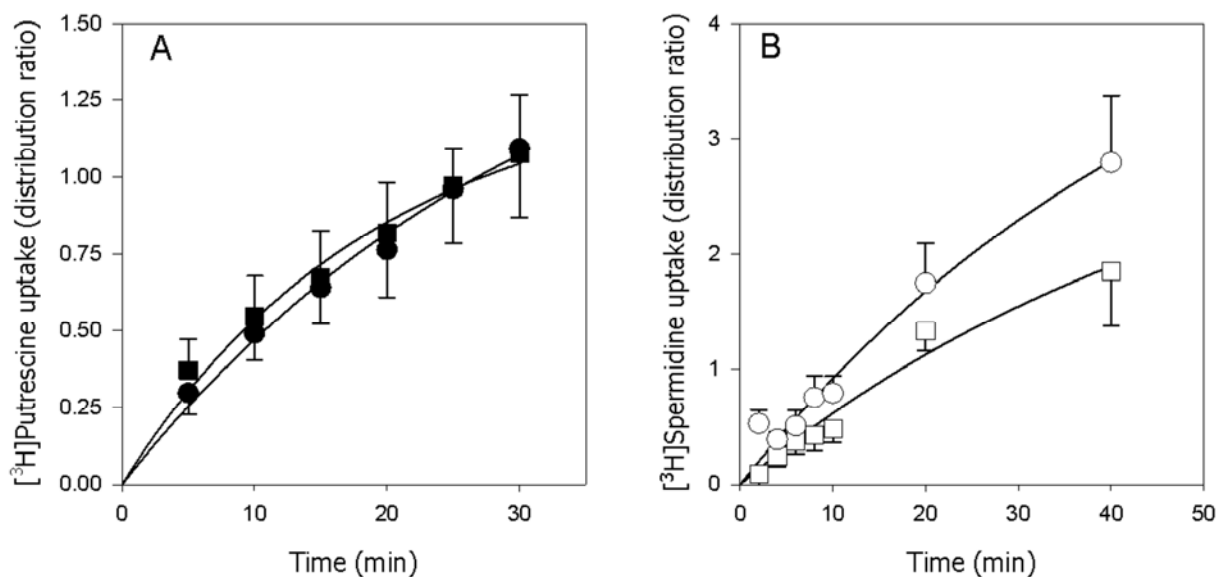 A
[³H]Putrescine uptake (distribution ratio)
1.50
1.25
1.00
0.75
0.50
0.25
0.00
0 10 20 30
Time (min)
B
[³H]Spermidine uptake (distribution ratio)
4
3
2
1
0
0 10 20 30 40 50
Time (min)